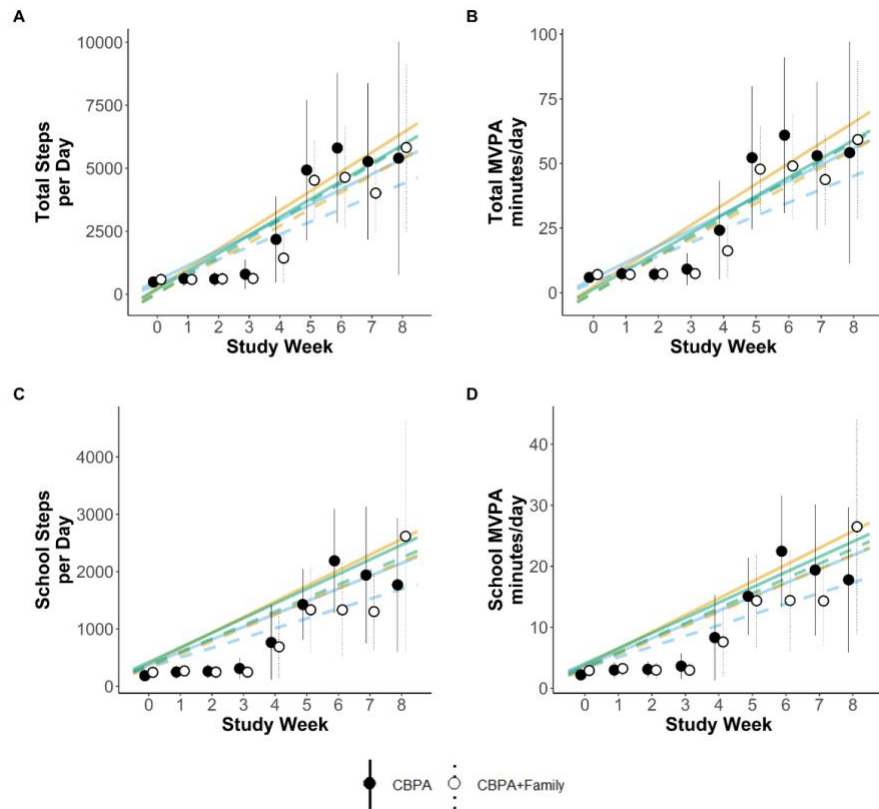 A
10000
7500
5000
2500
0
Total Steps
per Day
0 1 2 3 4 5 6 7 8
Study Week
B
100
75
50
25
0
Total MVPA
minutes/day
0 1 2 3 4 5 6 7 8
Study Week
C
4000
3000
2000
1000
0
School Steps
per Day
0 1 2 3 4 5 6 7 8
Study Week
D
40
30
20
10
0
School MVPA
minutes/day
0 1 2 3 4 5 6 7 8
Study Week
CBPA CBPA+Family